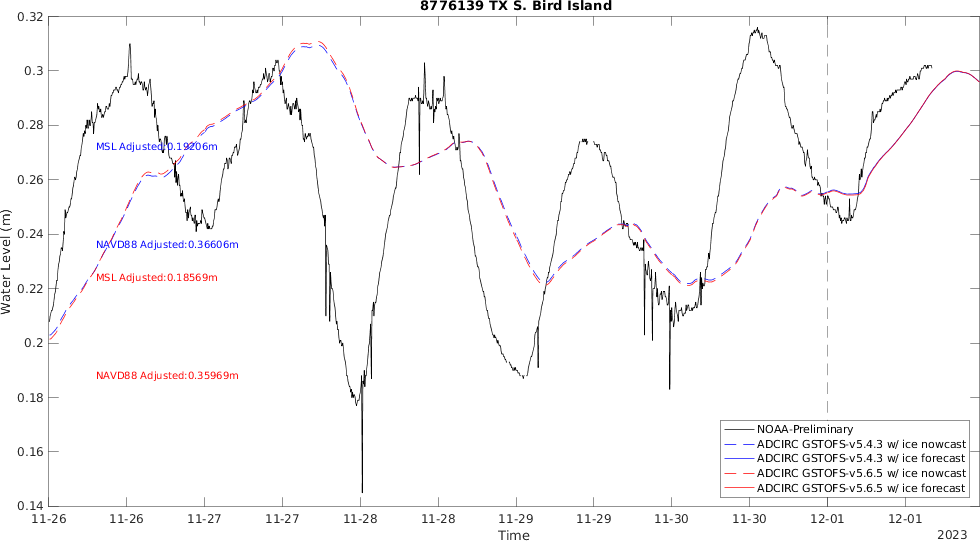 8776139 TX S. Bird Island
0.32
0.3
0.28
0.26
0.24
0.22
0.2
0.18
0.16
0.14
Water Level (m)
MSL Adjusted:0.19206m
NAVD88 Adjusted:0.36606m
MSL Adjusted:0.18569m
NAVD88 Adjusted:0.35969m
NOAA-Preliminary
ADCIRC GSTOFS-v5.4.3 w/ ice nowcast
ADCIRC GSTOFS-v5.4.3 w/ ice forecast
ADCIRC GSTOFS-v5.6.5 w/ ice nowcast
ADCIRC GSTOFS-v5.6.5 w/ ice forecast
11-26 11-26 11-27 11-27 11-28 11-28 11-29 11-29 11-30 11-30 12-01 12-01
Time
2023